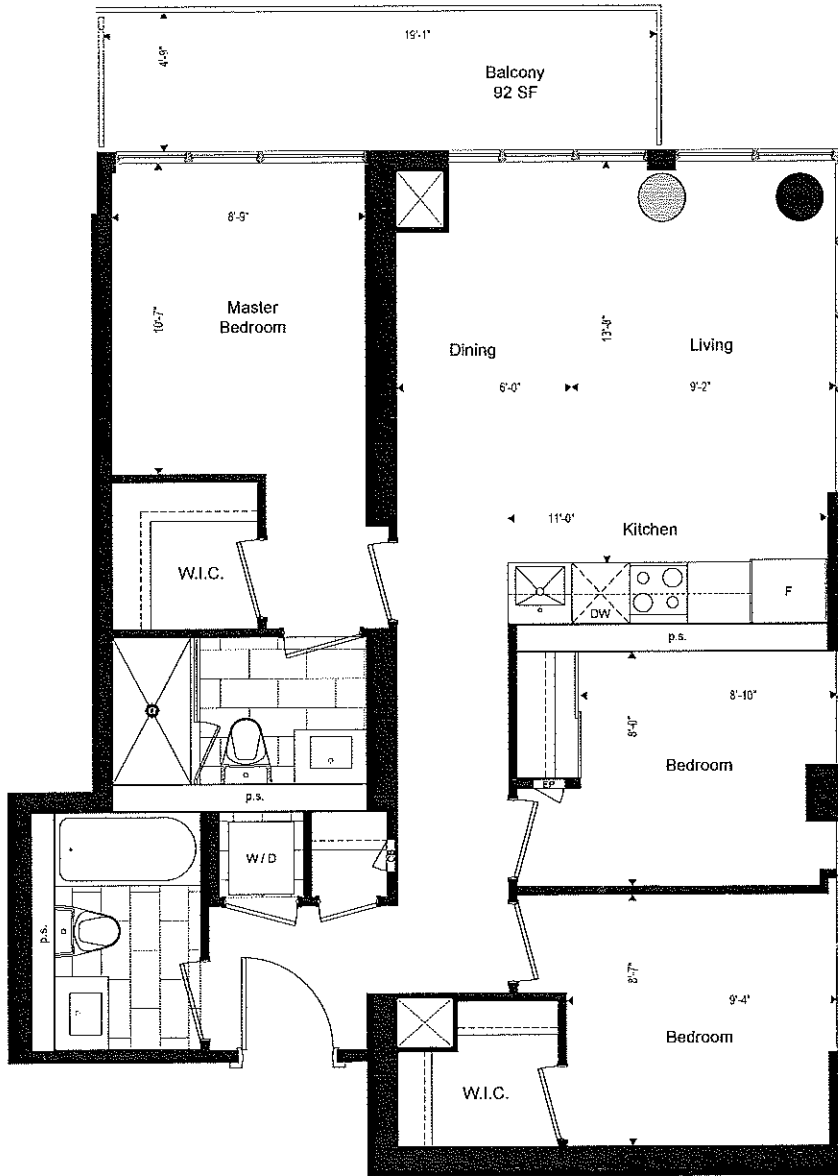 19'-1"
4'-9"
Balcony
92 SF
8'-9"
10'-7"
Master
Bedroom
13'-0"
Dining
Living
6'-0"
9'-2"
11'-0"
Kitchen
W.I.C.
DW
F
p.s.
8'-10"
8'-0"
Bedroom
EP
p.s.
W / D
CB
p.s.
8'-7"
9'-4"
Bedroom
W.I.C.